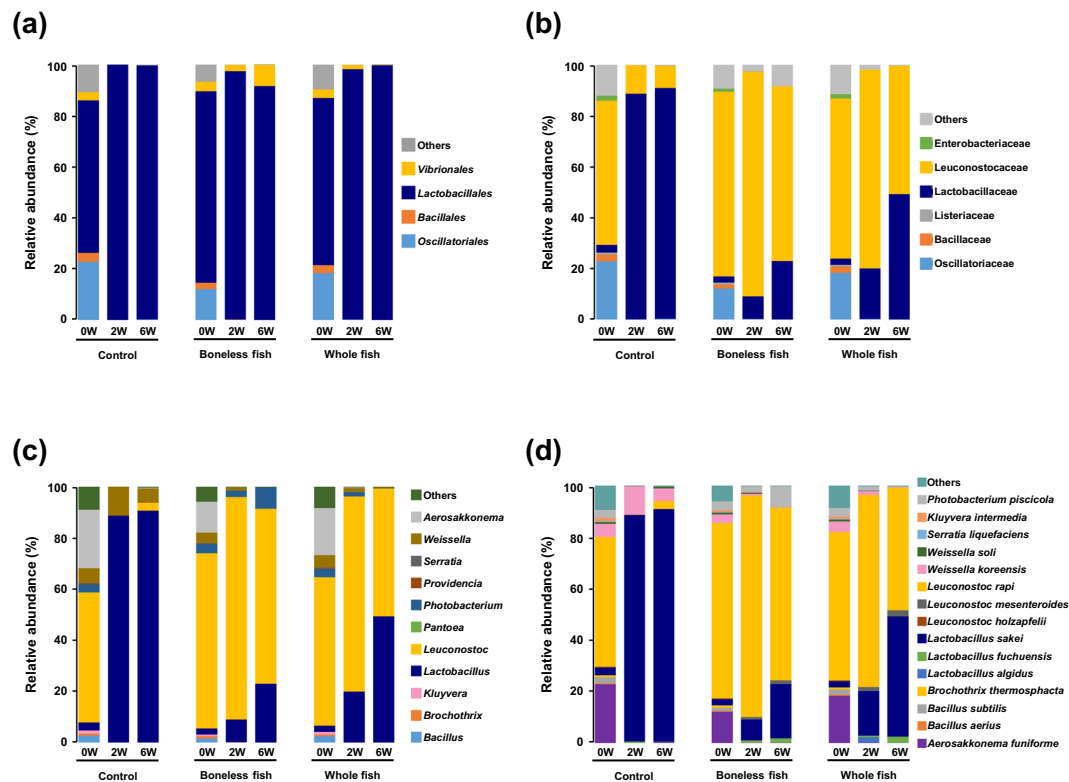 (a)
Relative abundance (%)
100
80
60
40
20
0
0W 2W 6W 0W 2W 6W 0W 2W 6W
Control Boneless fish Whole fish
Others
Vibrionales
Lactobacillales
Bacillales
Oscillatoriales
(b)
Relative abundance (%)
100
80
60
40
20
0
0W 2W 6W 0W 2W 6W 0W 2W 6W
Control Boneless fish Whole fish
Others
Enterobacteriaceae
Leuconostocaceae
Lactobacillaceae
Listeriaceae
Bacillaceae
Oscillatoriaceae
(c)
Relative abundance (%)
100
80
60
40
20
0
0W 2W 6W 0W 2W 6W 0W 2W 6W
Control Boneless fish Whole fish
Others
Aerosakkonema
Weissella
Serratia
Providencia
Photobacterium
Pantoea
Leuconostoc
Lactobacillus
Kluyvera
Brochothrix
Bacillus
(d)
Relative abundance (%)
100
80
60
40
20
0
0W 2W 6W 0W 2W 6W 0W 2W 6W
Control Boneless fish Whole fish
Others
Photobacterium piscicola
Kluyvera intermedia
Serratia liquefaciens
Weissella soli
Weissella koreensis
Leuconostoc rapi
Leuconostoc mesenteroides
Leuconostoc holzapfelii
Lactobacillus sakei
Lactobacillus fuchuensis
Lactobacillus algidus
Brochothrix thermosphacta
Bacillus subtilis
Bacillus aerius
Aerosakkonema funiforme